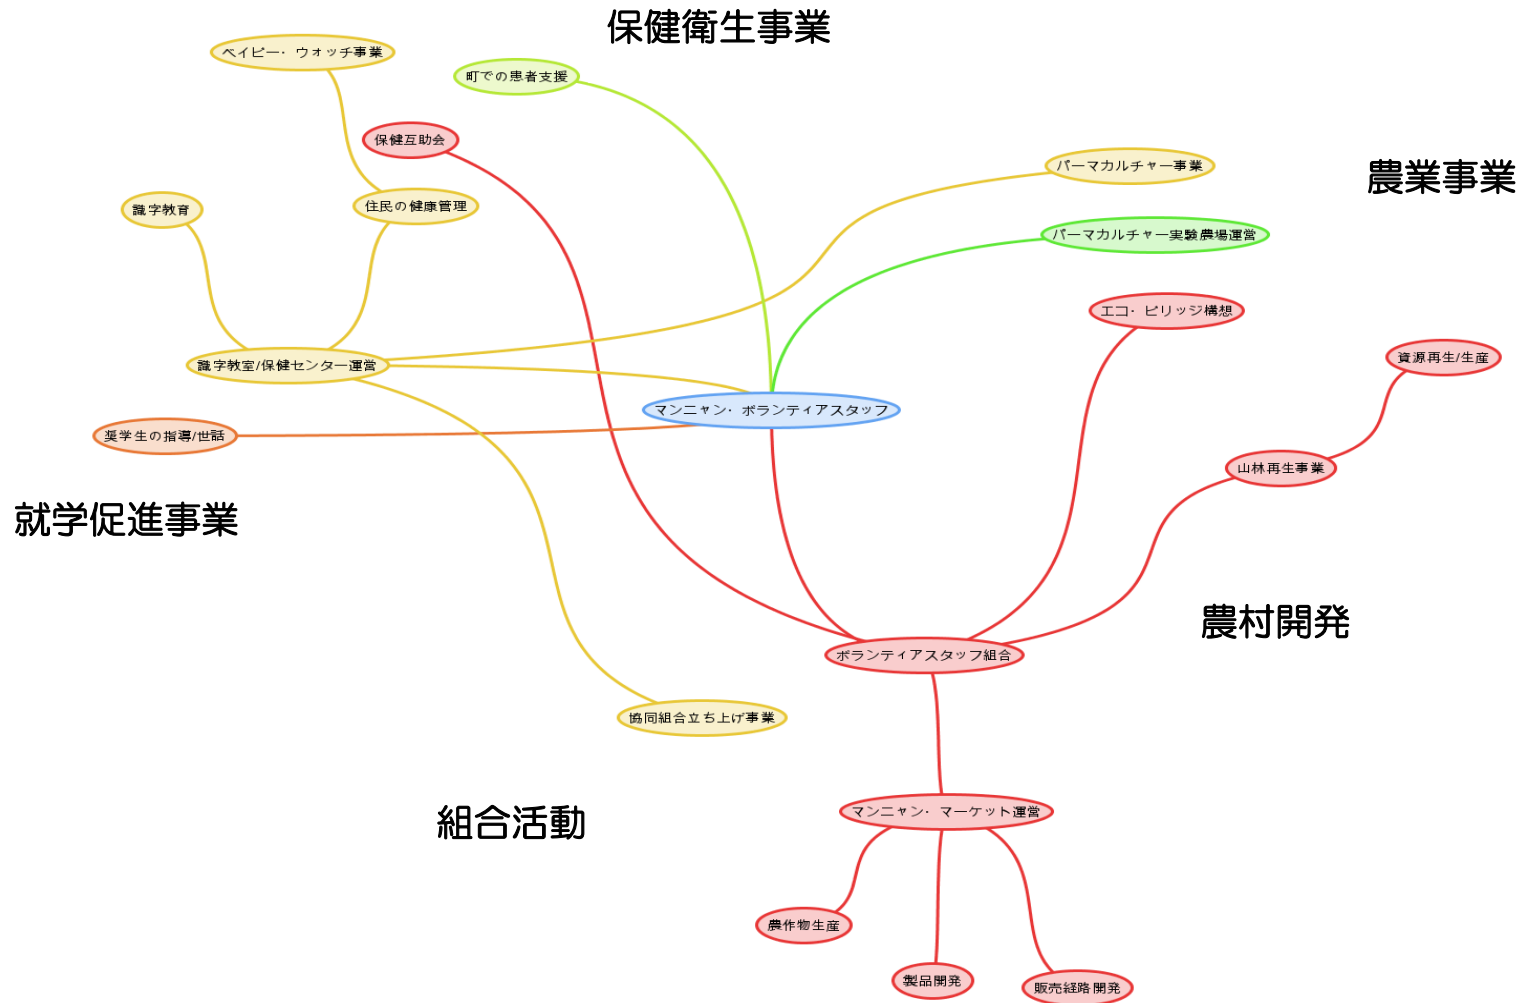 保健衛生事業
ベイビー・ウォッチ事業
町での患者支援
保健互助会
パーマカルチャー事業
農業事業
識字教育
住民の健康管理
パーマカルチャー実験農場運営
エコ・ビリッジ構想
資源再生/生産
識字教室/保健センター運営
マンニャン・ボランティアスタッフ
奨学生の指導/世話
山林再生事業
就学促進事業
農村開発
ボランティアスタッフ組合
協同組合立ち上げ事業
組合活動
マンニャン・マーケット運営
農作物生産
製品開発
販売経路開発